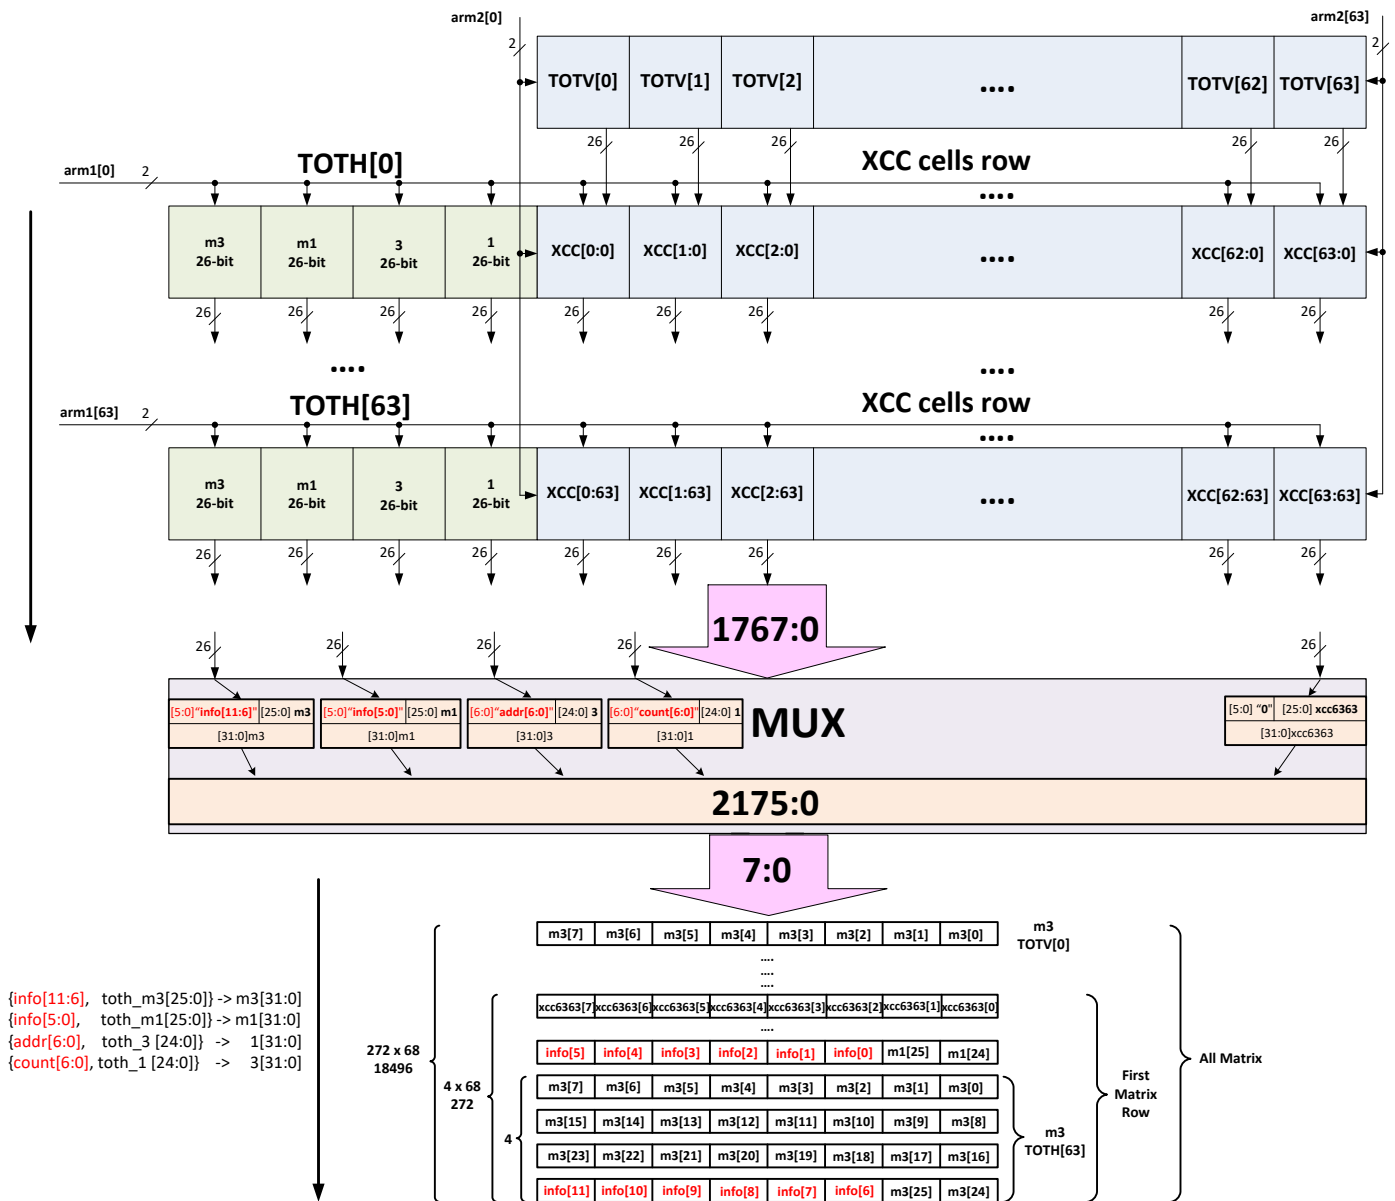 arm2[0]
arm2[63]
2
2
TOTV[0]
TOTV[1]
TOTV[2]
....
TOTV[62]
TOTV[63]
26
26
26
26
26
TOTH[0]
XCC cells row
arm1[0]
2
....
m3
26-bit
m1
26-bit
3
26-bit
1
26-bit
XCC[0:0]
XCC[1:0]
XCC[2:0]
....
XCC[62:0]
XCC[63:0]
26
26
26
26
26
26
26
26
26
....
....
TOTH[63]
XCC cells row
arm1[63]
2
....
m3
26-bit
m1
26-bit
3
26-bit
1
26-bit
XCC[0:63]
XCC[1:63]
XCC[2:63]
....
XCC[62:63]
XCC[63:63]
26
26
26
26
26
26
26
26
26
1767:0
26
26
26
26
26
[5:0]“info[11:6]"
[25:0] m3
[31:0]m3
[5:0]"info[5:0]"
[25:0] m1
[31:0]m1
[6:0]“addr[6:0]"
[24:0] 3
[31:0]3
[6:0]“count[6:0]"
[24:0] 1
[31:0]1
MUX
[5:0] “0"
[25:0] xcc6363
[31:0]xcc6363
2175:0
7:0
m3[7] m3[6] m3[5] m3[4] m3[3] m3[2] m3[1] m3[0]
m3
TOTV[0]
....
....
....
xcc6363[7] xcc6363[6] xcc6363[5] xcc6363[4] xcc6363[3] xcc6363[2] xcc6363[1] xcc6363[0]
....
info[5] info[4] info[3] info[2] info[1] info[0] m1[25] m1[24]
m3[7] m3[6] m3[5] m3[4] m3[3] m3[2] m3[1] m3[0]
m3[15] m3[14] m3[13] m3[12] m3[11] m3[10] m3[9] m3[8]
m3[23] m3[22] m3[21] m3[20] m3[19] m3[18] m3[17] m3[16]
info[11] info[10] info[9] info[8] info[7] info[6] m3[25] m3[24]
{info[11:6], toth_m3[25:0]} -> m3[31:0]
{info[5:0], toth_m1[25:0]} -> m1[31:0]
{addr[6:0], toth_3 [24:0]} -> 1[31:0]
{count[6:0], toth_1 [24:0]} -> 3[31:0]
272 x 68
18496
4 x 68
272
4
m3
TOTH[63]
First
Matrix
Row
All Matrix